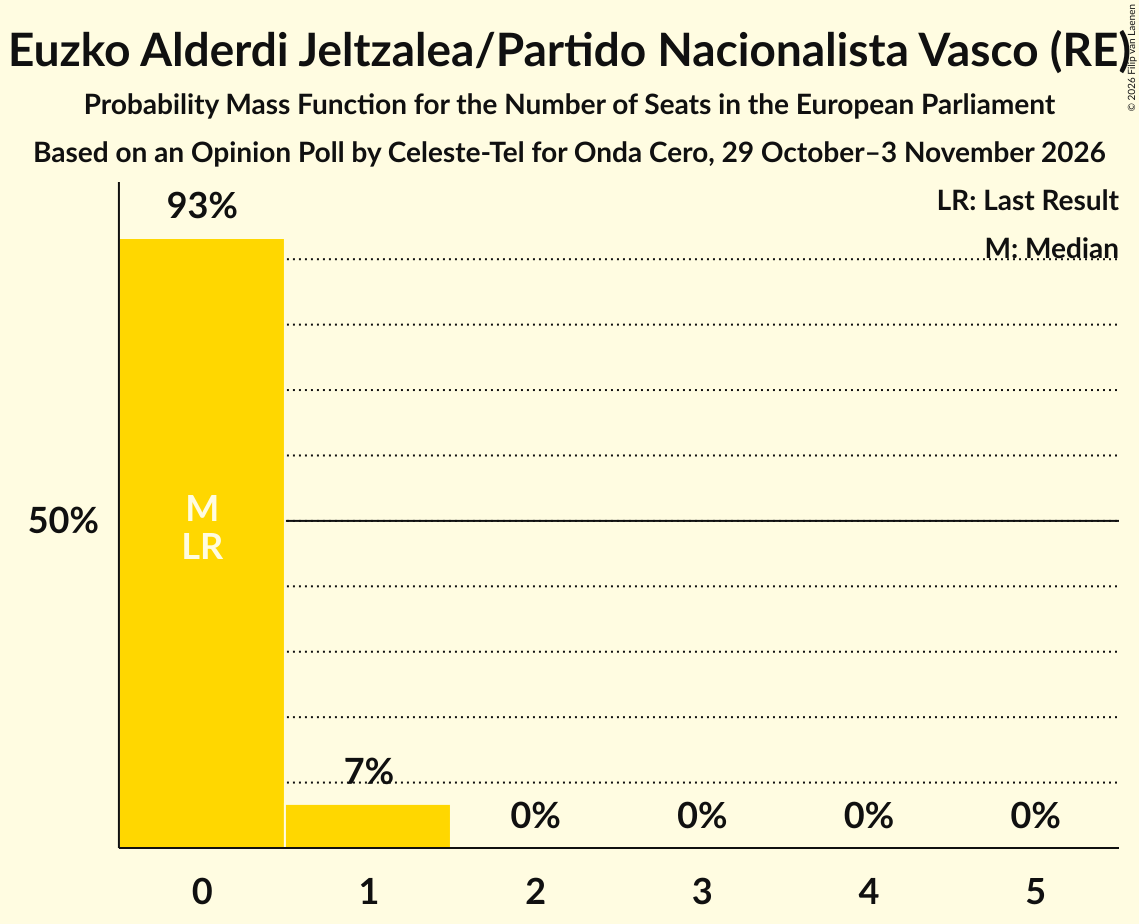 Euzko Alderdi Jeltzalea/Partido Nacionalista Vasco (RE)
© 2026 Filip van Laenen
Probability Mass Function for the Number of Seats in the European Parliament
Based on an Opinion Poll by Celeste-Tel for Onda Cero, 29 October–3 November 2026
LR: Last Result
M: Median
93%
50%
M
LR
7%
0%
0%
0%
0%
0 1 2 3 4 5